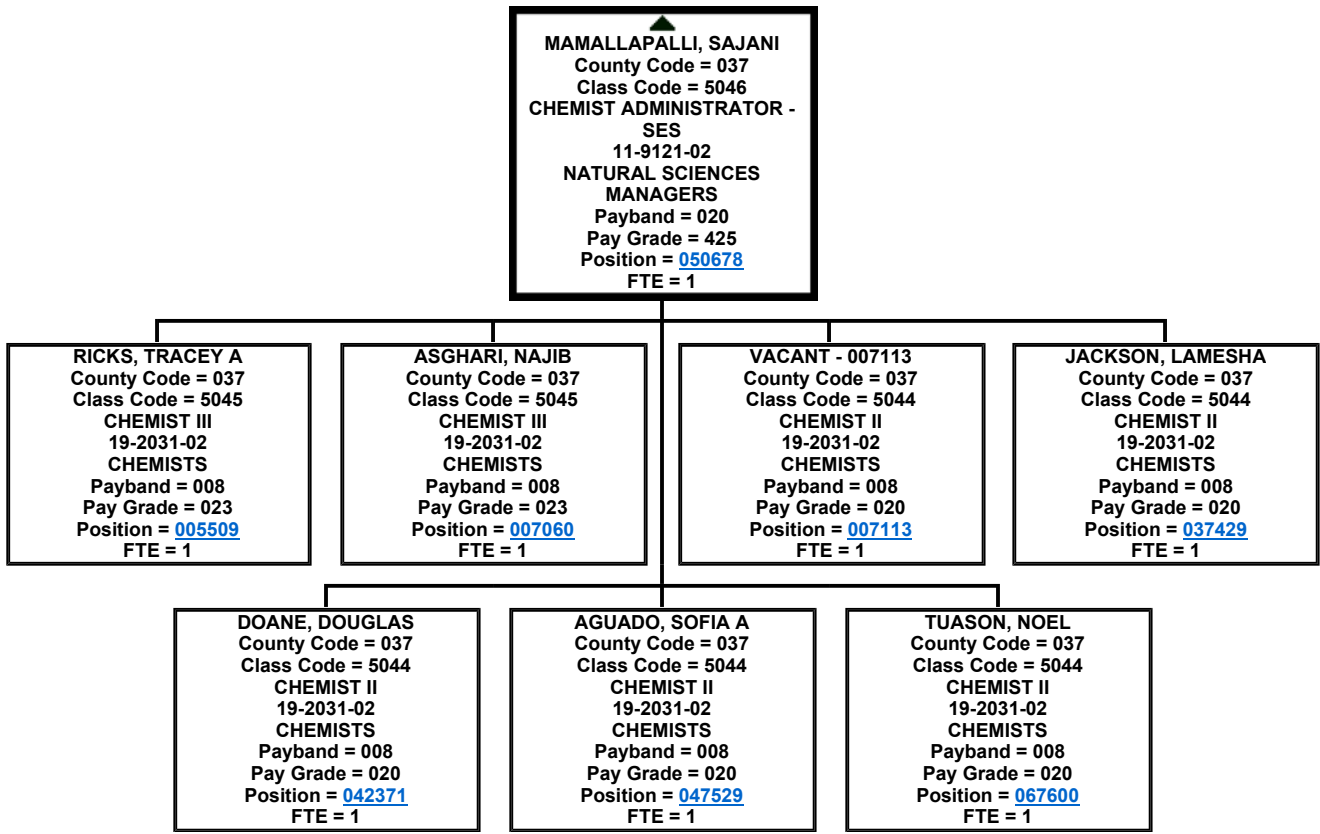 MAMALLAPALLI, SAJANI
County Code = 037
Class Code = 5046
CHEMIST ADMINISTRATOR -
SES
11-9121-02
NATURAL SCIENCES
MANAGERS
Payband = 020
Pay Grade = 425
Position = 050678
FTE = 1
RICKS, TRACEY A
County Code = 037
Class Code = 5045
CHEMIST III
19-2031-02
CHEMISTS
Payband = 008
Pay Grade = 023
Position = 005509
FTE = 1
ASGHARI, NAJIB
County Code = 037
Class Code = 5045
CHEMIST III
19-2031-02
CHEMISTS
Payband = 008
Pay Grade = 023
Position = 007060
FTE = 1
VACANT - 007113
County Code = 037
Class Code = 5044
CHEMIST II
19-2031-02
CHEMISTS
Payband = 008
Pay Grade = 020
Position = 007113
FTE = 1
JACKSON, LAMESHA
County Code = 037
Class Code = 5044
CHEMIST II
19-2031-02
CHEMISTS
Payband = 008
Pay Grade = 020
Position = 037429
FTE = 1
DOANE, DOUGLAS
County Code = 037
Class Code = 5044
CHEMIST II
19-2031-02
CHEMISTS
Payband = 008
Pay Grade = 020
Position = 042371
FTE = 1
AGUADO, SOFIA A
County Code = 037
Class Code = 5044
CHEMIST II
19-2031-02
CHEMISTS
Payband = 008
Pay Grade = 020
Position = 047529
FTE = 1
TUASON, NOEL
County Code = 037
Class Code = 5044
CHEMIST II
19-2031-02
CHEMISTS
Payband = 008
Pay Grade = 020
Position = 067600
FTE = 1